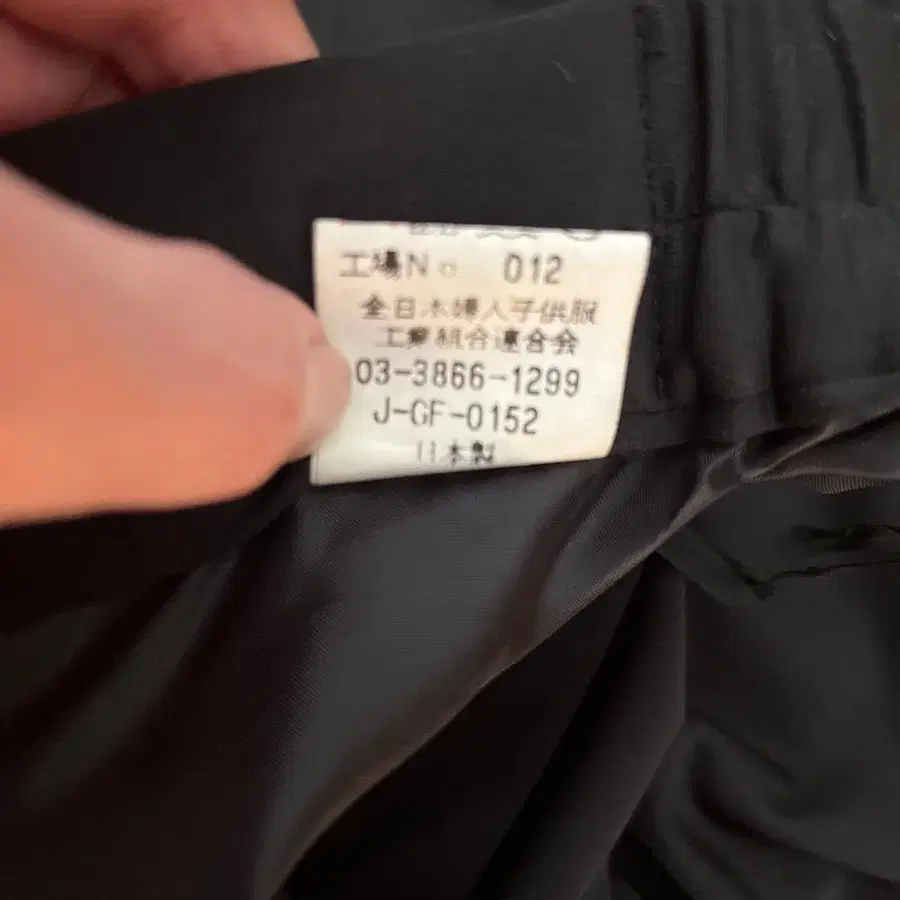 工場No 012
全日本婦人子供服
工業組合連合会
03-3866-1299
J-GF-0152
日本製